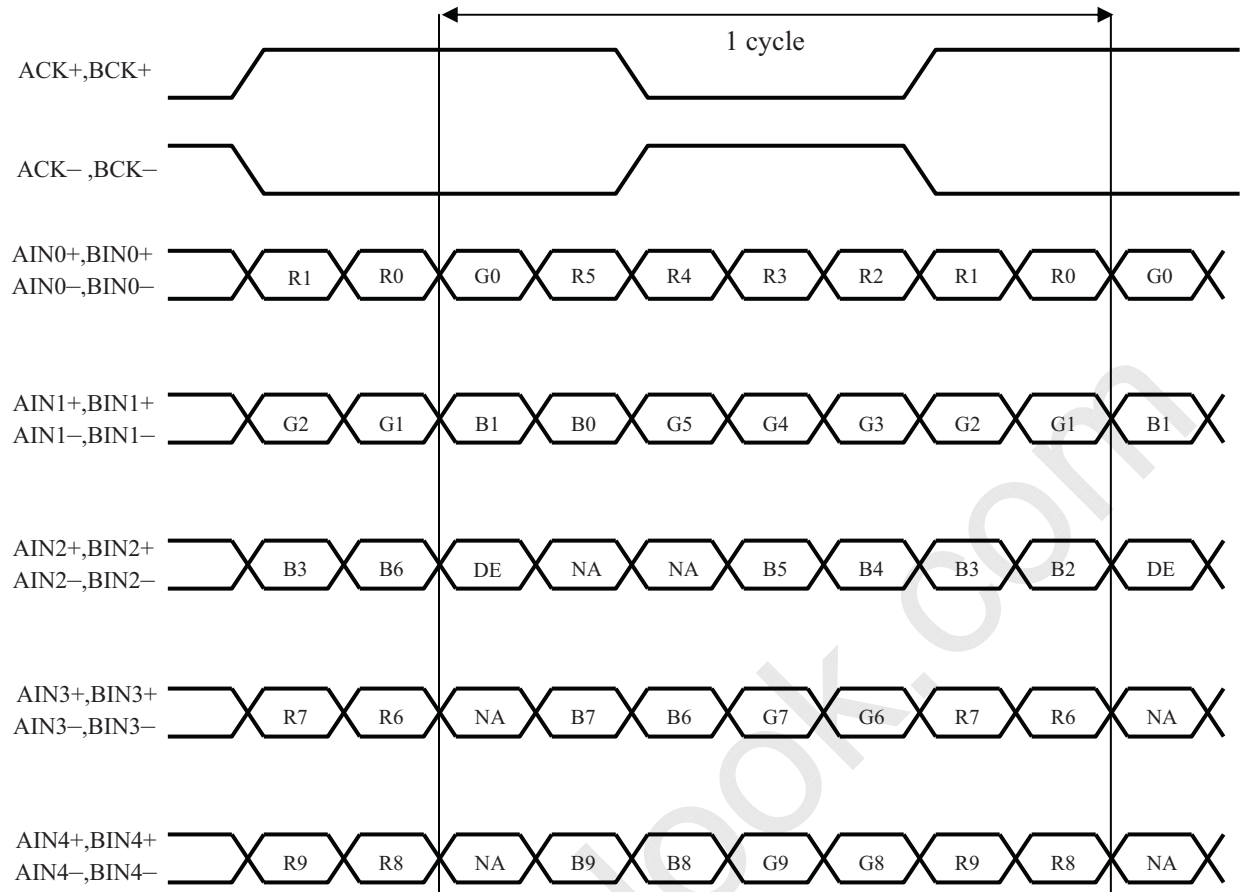 1 cycle
ACK+,BCK+
ACK− ,BCK−
AIN0+,BIN0+
AIN0−,BIN0−
R1 R0 G0 R5 R4 R3 R2 R1 R0 G0
AIN1+,BIN1+
AIN1−,BIN1−
G2 G1 B1 B0 G5 G4 G3 G2 G1 B1
AIN2+,BIN2+
AIN2−,BIN2−
B3 B6 DE NA NA B5 B4 B3 B2 DE
AIN3+,BIN3+
AIN3−,BIN3−
R7 R6 NA B7 B6 G7 G6 R7 R6 NA
AIN4+,BIN4+
AIN4−,BIN4−
R9 R8 NA B9 B8 G9 G8 R9 R8 NA
look.com